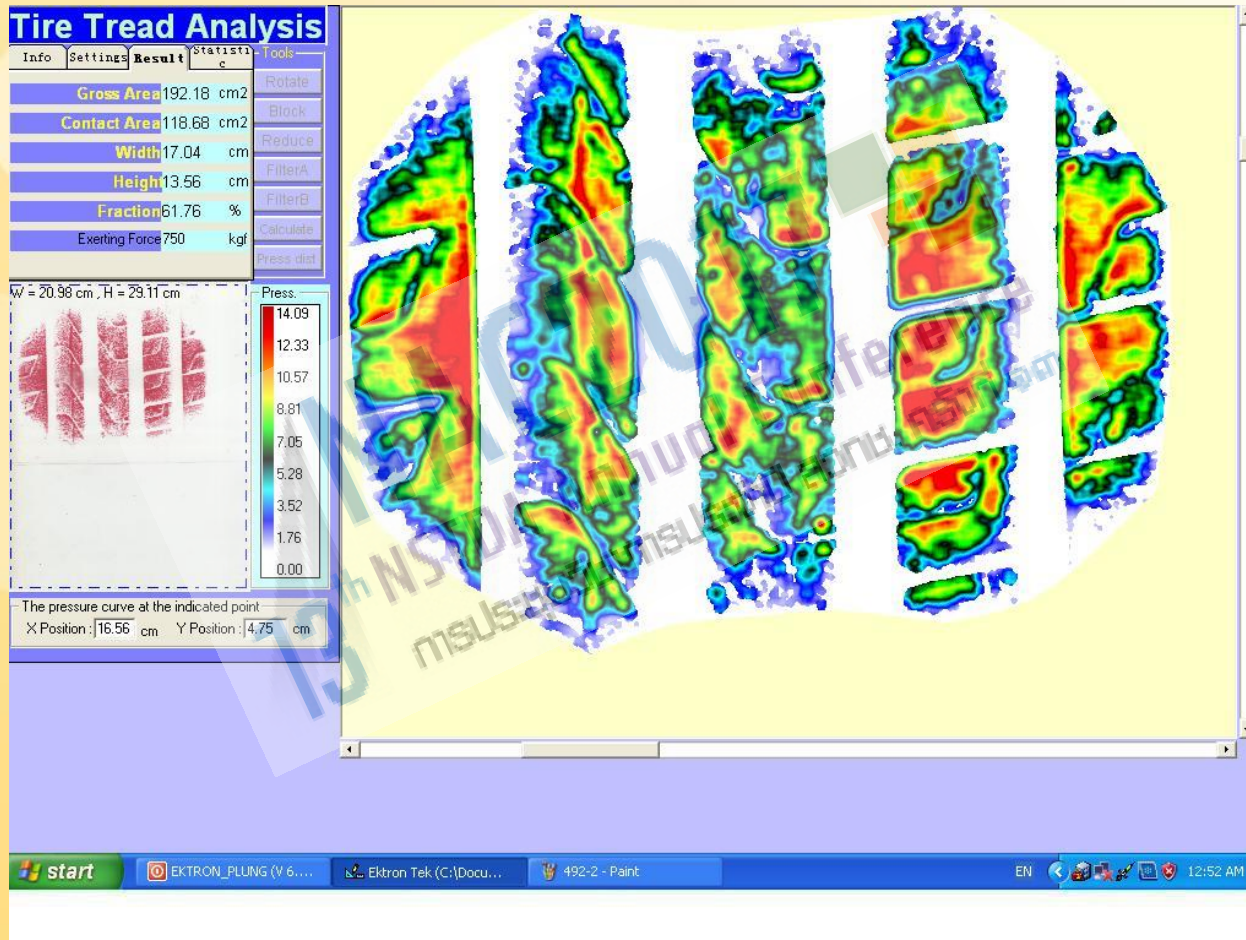 Tire Tread Analysis
Info
Settings
Result
Statisti
c
Tools
Gross Area 192.18 cm2
Contact Area 118.68 cm2
Width 17.04 cm
Heigh 13.56 cm
Fraction 61.76 %
Exerting Force 750 kgf
Rotate
Block
Reduce
FilterA
FilterB
Calculate
Press dist
W = 20.98 cm , H = 29.11 cm
Press.
14.09
12.33
10.57
8.81
7.05
5.28
3.52
1.76
0.00
The pressure curve at the indicated point
X Position : 16.56 cm Y Position : 4.75 cm
13th NSTDA
start
EKTRON_PLUNG (V 6....
Ektron Tek (C:\Docu...
492-2 - Paint
EN
12:52 AM